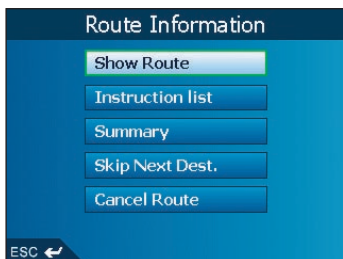 Route Information
Show Route
Instruction list
Summary
Skip Next Dest.
Cancel Route
ESC